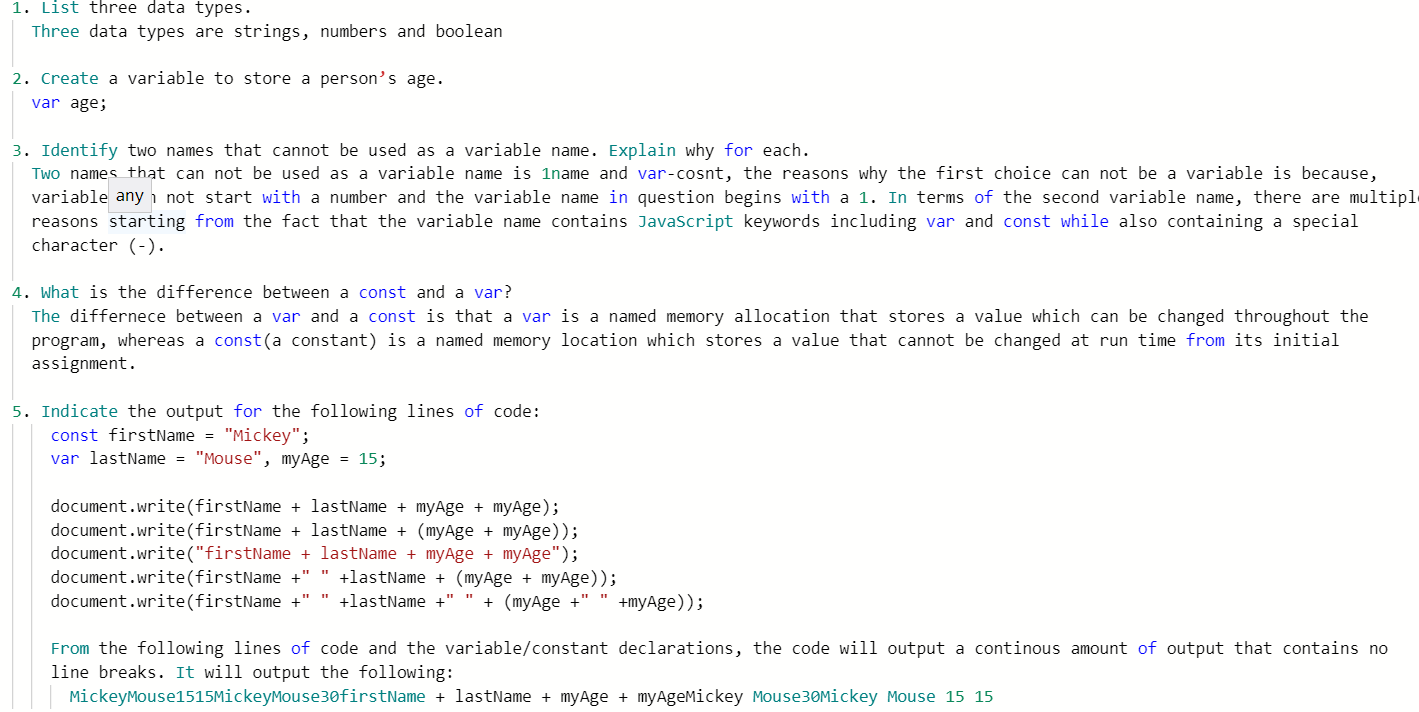 1. List three data types.
Three data types are strings, numbers and boolean
2. Create a variable to store a person’s age.
var age;
3. Identify two names that cannot be used as a variable name. Explain why for each.
Two names that can not be used as a variable name is 1name and var-cosnt, the reasons why the first choice can not be a variable is because,
variable any not start with a number and the variable name in question begins with a 1. In terms of the second variable name, there are multiple
reasons starting from the fact that the variable name contains JavaScript keywords including var and const while also containing a special
character (-).
4. What is the difference between a const and a var?
The differnece between a var and a const is that a var is a named memory allocation that stores a value which can be changed throughout the
program, whereas a const(a constant) is a named memory location which stores a value that cannot be changed at run time from its initial
assignment.
5. Indicate the output for the following lines of code:
const firstName = "Mickey";
var lastName = "Mouse", myAge = 15;
document.write(firstName + lastName + myAge + myAge);
document.write(firstName + lastName + (myAge + myAge));
document.write("firstName + lastName + myAge + myAge");
document.write(firstName +" " +lastName + (myAge + myAge));
document.write(firstName +" " +lastName +" " + (myAge +" " +myAge));
From the following lines of code and the variable/constant declarations, the code will output a continous amount of output that contains no
line breaks. It will output the following:
MickeyMouse1515MickeyMouse30firstName + lastName + myAge + myAgeMickey Mouse30Mickey Mouse 15 15